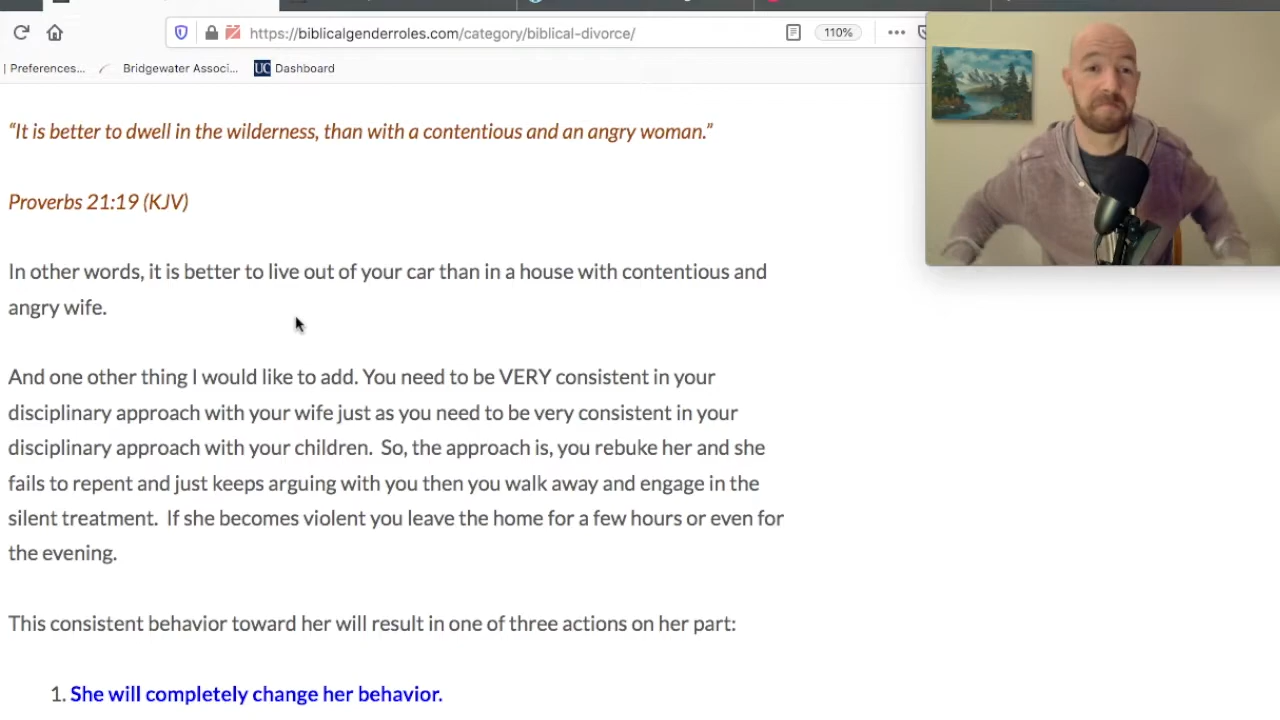 https://biblicalgenderroles.com/category/biblical-divorce/
110%
Preferences...
Bridgewater Associ...
UC
Dashboard
“It is better to dwell in the wilderness, than with a contentious and an angry woman.”
Proverbs 21:19 (KJV)
In other words, it is better to live out of your car than in a house with contentious and
angry wife.
And one other thing I would like to add. You need to be VERY consistent in your
disciplinary approach with your wife just as you need to be very consistent in your
disciplinary approach with your children.  So, the approach is, you rebuke her and she
fails to repent and just keeps arguing with you then you walk away and engage in the
silent treatment.  If she becomes violent you leave the home for a few hours or even for
the evening.
This consistent behavior toward her will result in one of three actions on her part:
1. She will completely change her behavior.